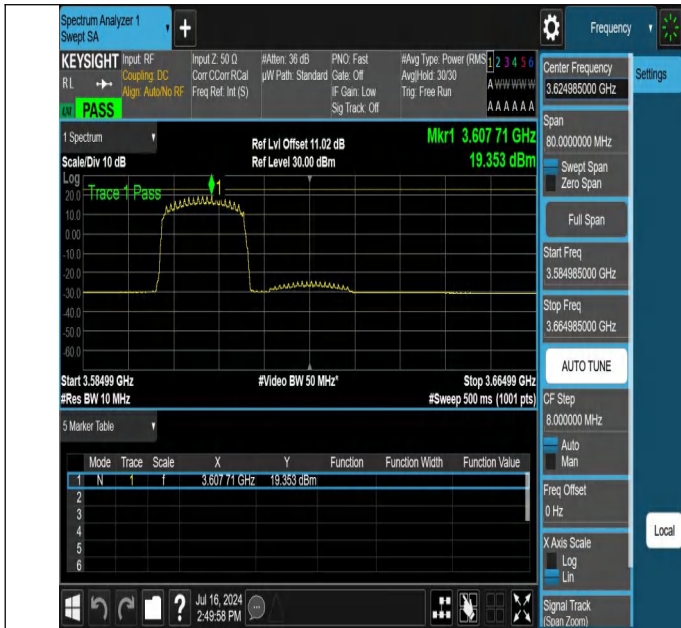 Spectrum Analyzer 1
Swept SA
+
Frequency
KEYSIGHT
RL
PASS
Input: RF
Coupling: DC
Align: Auto/No RF
Input Z: 50 Ω
Corr CCorr RCal
Freq Ref: Int (S)
#Atten: 36 dB
µW Path: Standard
PNO: Fast
Gate: Off
IF Gain: Low
Sig Track: Off
#Avg Type: Power (RMS
Avg|Hold: 30/30
Trig: Free Run
1 2 3 4 5 6
A W W W W W
A A A A A A
1 Spectrum
Scale/Div 10 dB
Ref Lvl Offset 11.02 dB
Ref Level 30.00 dBm
Mkr1 3.607 71 GHz
19.353 dBm
Log
Trace 1 Pass
1
20.0
10.0
0.00
-10.0
-20.0
-30.0
-40.0
-50.0
-60.0
Start 3.58499 GHz
#Res BW 10 MHz
#Video BW 50 MHz*
Stop 3.66499 GHz
#Sweep 500 ms (1001 pts)
5 Marker Table
Mode Trace Scale X Y Function Function Width Function Value
1 N 1 f 3.607 71 GHz 19.353 dBm
2
3
4
5
6
?
Jul 16, 2024
2:49:58 PM
Center Frequency
3.624985000 GHz
Settings
Span
80.0000000 MHz
Swept Span
Zero Span
Full Span
Start Freq
3.584985000 GHz
Stop Freq
3.664985000 GHz
AUTO TUNE
CF Step
8.000000 MHz
Auto
Man
Freq Offset
0 Hz
Local
X Axis Scale
Log
Lin
Signal Track
(Span Zoom)